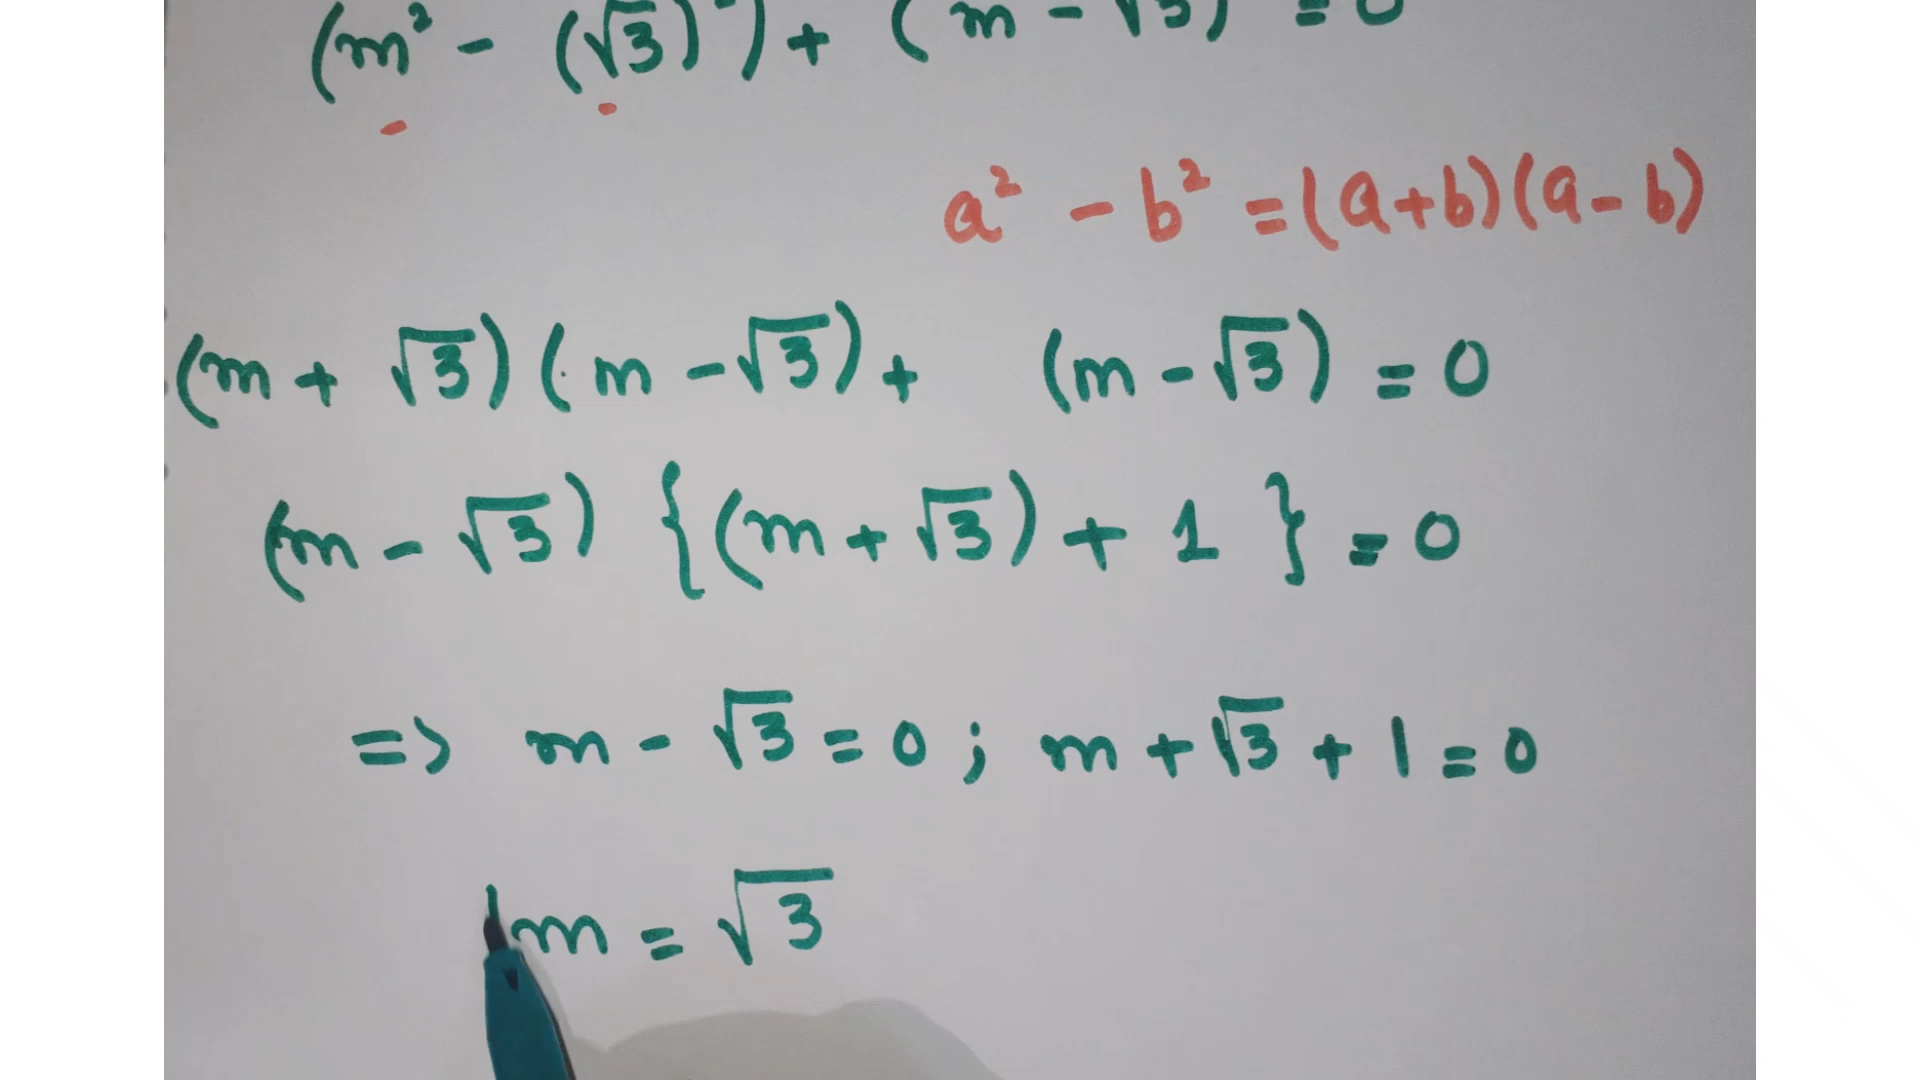 (m² - (√3)²) + (m - √3) = 0
a² - b² = (a+b)(a-b)
(m + √3)(m - √3) + (m - √3) = 0
(m - √3) {(m + √3) + 1} = 0
=> m - √3 = 0 ; m + √3 + 1 = 0
m = √3